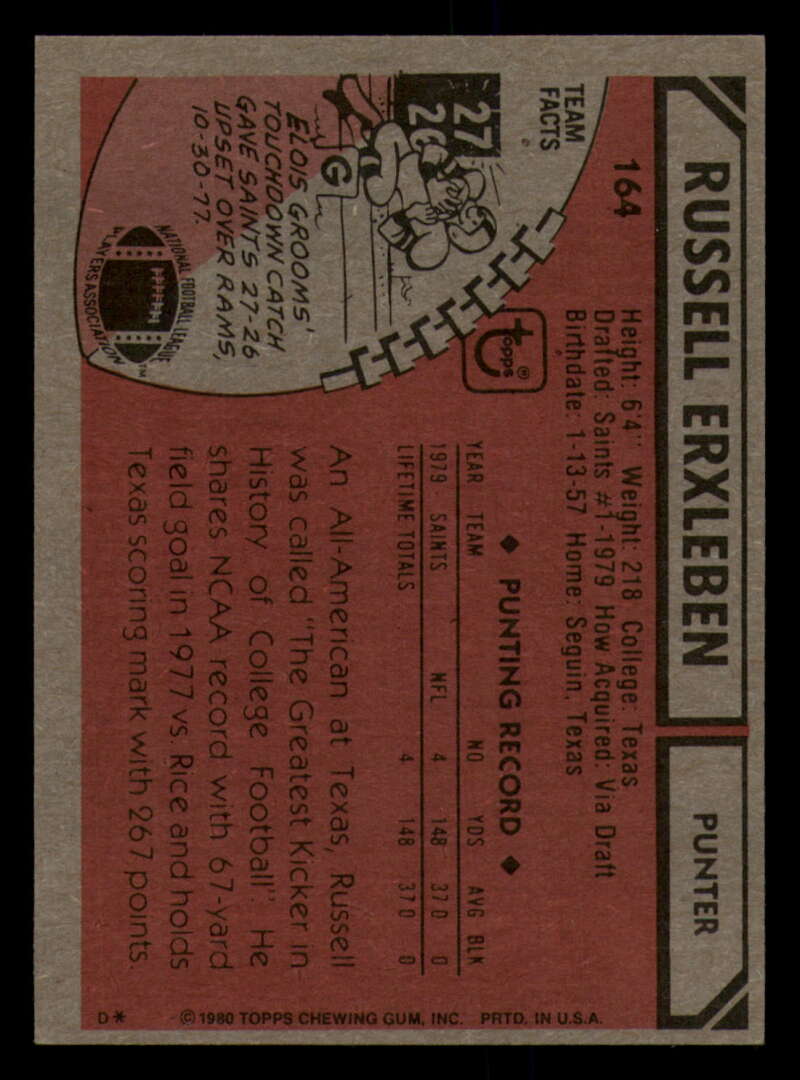 RUSSELL ERXLEBEN
PUNTER
164
Height: 6'4" Weight: 218 College: Texas
Drafted: Saints #1-1979 How Acquired: Via Draft
Birthdate: 1-13-57 Home: Seguin, Texas
TEAM
FACTS
27
26
G
ELOIS GROOMS'
TOUCHDOWN CATCH
GAVE SAINTS 27-26
UPSET OVER RAMS,
10-30-77.
NATIONAL FOOTBALL LEAGUE
PLAYERS ASSOCIATION
TM
topps®
◆ PUNTING RECORD ◆
YEAR TEAM NO YDS AVG BLK
1979 SAINTS NFL 4 148 37.0 0
LIFETIME TOTALS 4 148 37.0 0
An All-American at Texas, Russell
was called "The Greatest Kicker in
History of College Football". He
shares NCAA record with 67-yard
field goal in 1977 vs. Rice and holds
Texas scoring mark with 267 points.
D* © 1980 TOPPS CHEWING GUM, INC. PRTD. IN U.S.A.